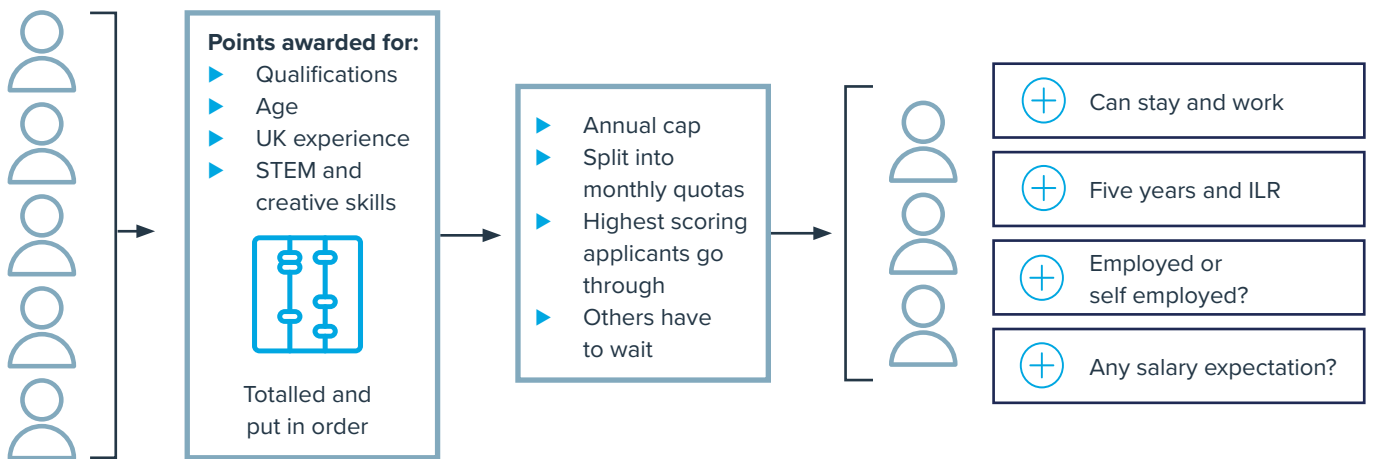 Points awarded for:
Qualifications
Age
UK experience
STEM and
creative skills
Totalled and
put in order
Annual cap
Split into
monthly quotas
Highest scoring
applicants go
through
Others have
to wait
Can stay and work
Five years and ILR
Employed or
self employed?
Any salary expectation?